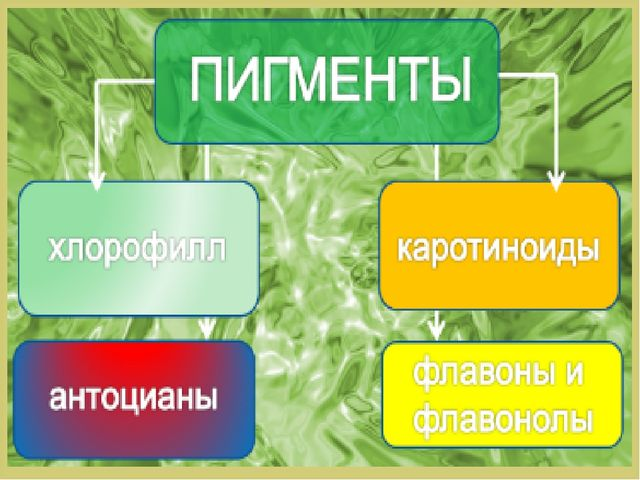 ПИГМЕНТЫ
хлорофилл
каротиноиды
антоцианы
флавоны и
флавонолы